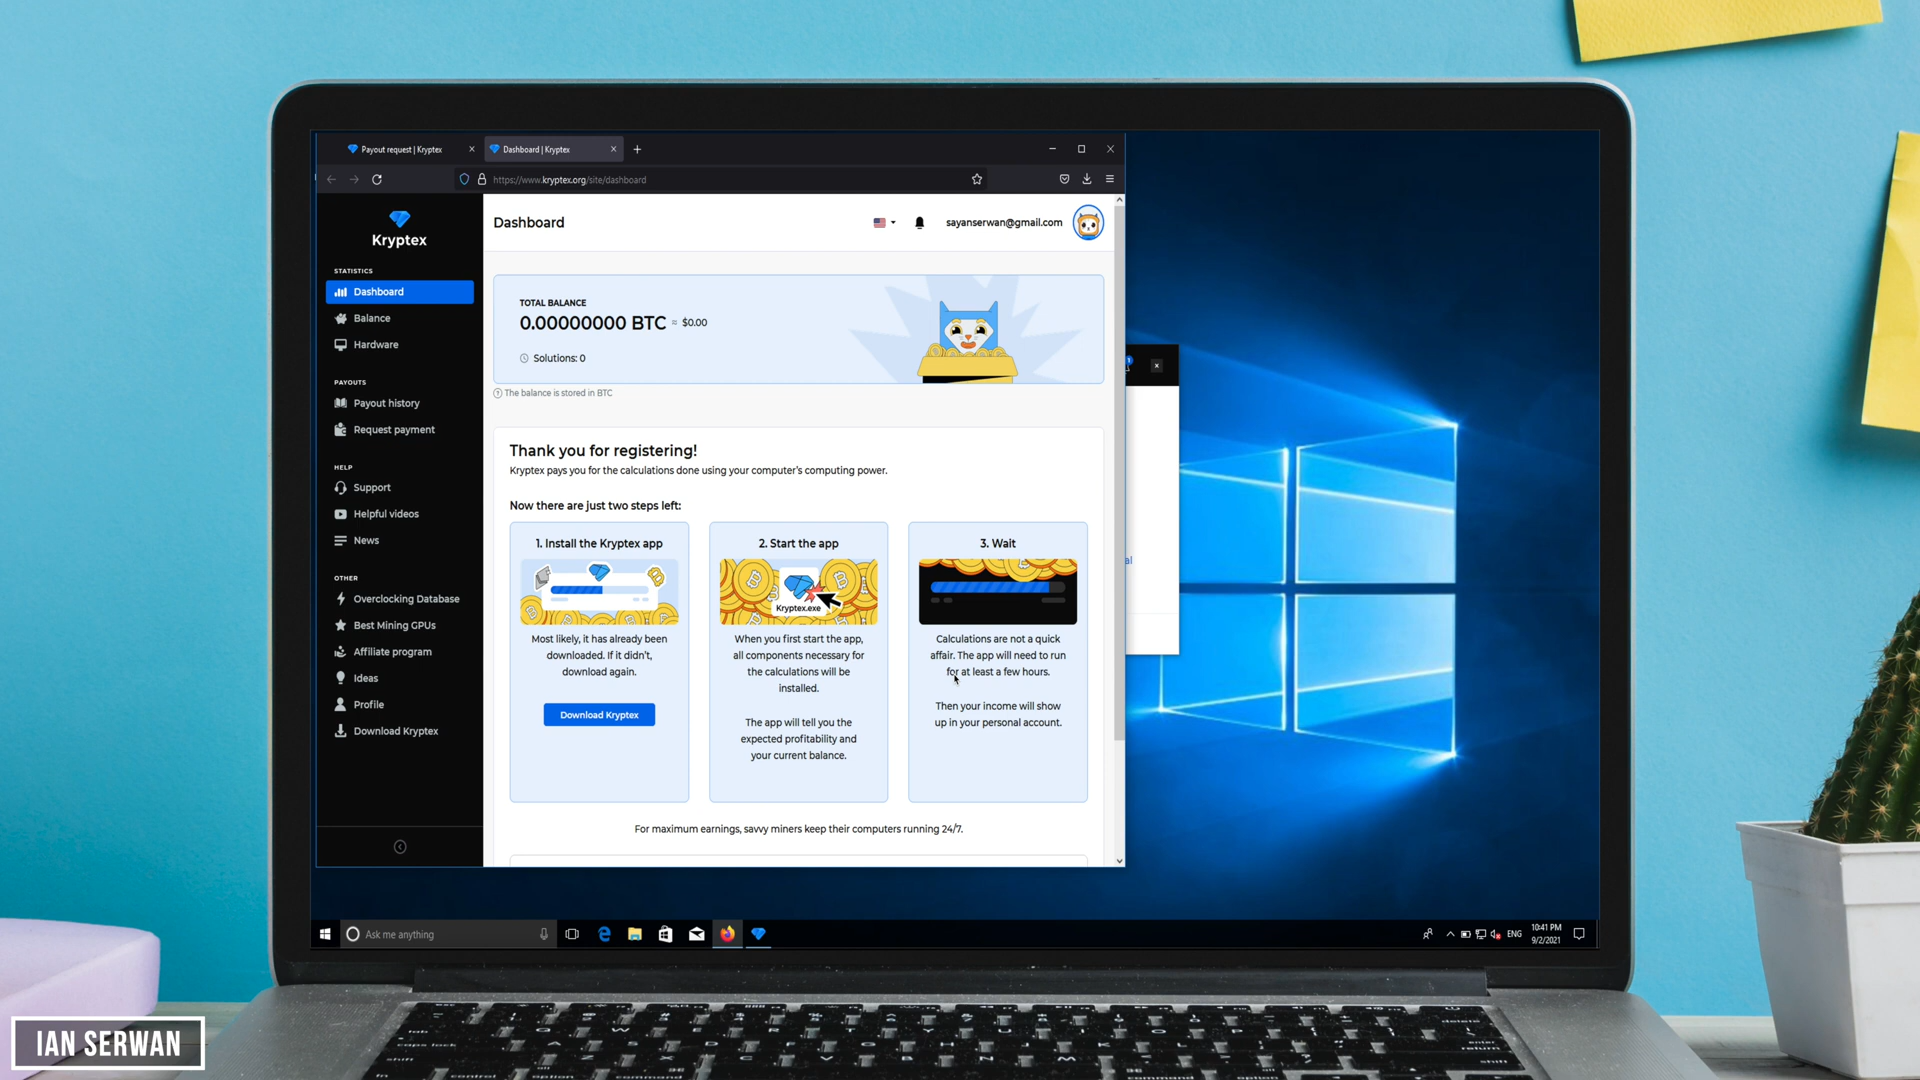 Payout request | Kryptex
Dashboard | Kryptex
https://www.kryptex.org/site/dashboard
Kryptex
STATISTICS
Dashboard
Balance
Hardware
PAYOUTS
Payout history
Request payment
HELP
Support
Helpful videos
News
OTHER
Overclocking Database
Best Mining GPUs
Affiliate program
Ideas
Profile
Download Kryptex
Dashboard
sayanserwan@gmail.com
TOTAL BALANCE
0.00000000 BTC ≈ $0.00
Solutions: 0
The balance is stored in BTC
Thank you for registering!
Kryptex pays you for the calculations done using your computer's computing power.
Now there are just two steps left:
1. Install the Kryptex app
Most likely, it has already been
downloaded. If it didn't,
download again.
Download Kryptex
2. Start the app
Kryptex.exe
When you first start the app,
all components necessary for
the calculations will be
installed.
The app will tell you the
expected profitability and
your current balance.
3. Wait
Calculations are not a quick
affair. The app will need to run
for at least a few hours.
Then your income will show
up in your personal account.
For maximum earnings, savvy miners keep their computers running 24/7.
1
al
Ask me anything
ENG
10:41 PM
9/2/2021
IAN SERWAN